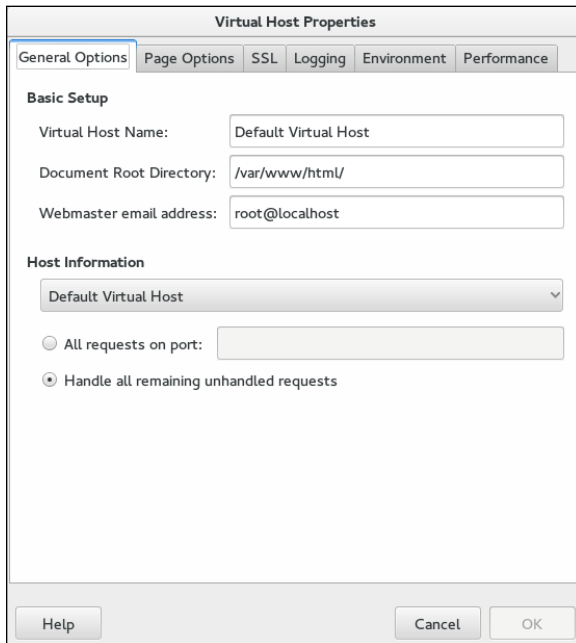 Virtual Host Properties
General Options Page Options SSL Logging Environment Performance
Basic Setup
Virtual Host Name: Default Virtual Host
Document Root Directory: /var/www/html/
Webmaster email address: root@localhost
Host Information
Default Virtual Host
All requests on port:
Handle all remaining unhandled requests
Help Cancel OK